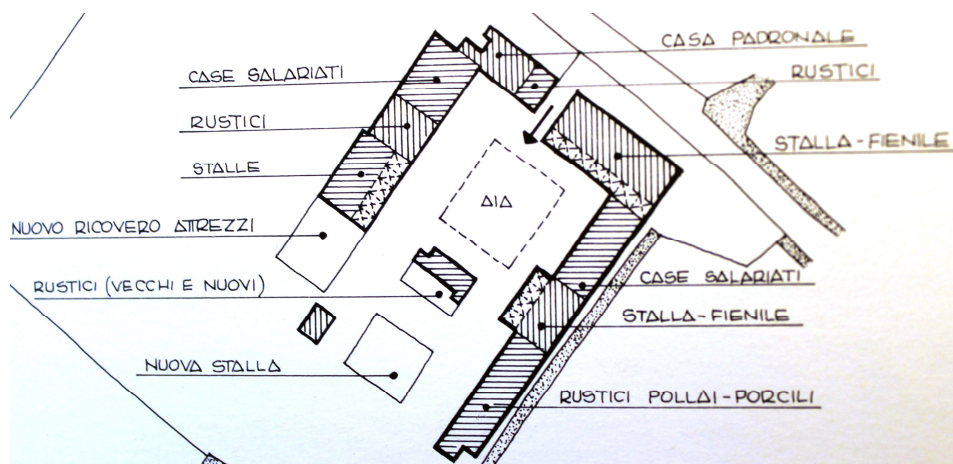 CASA PADRONALE
CASE SALARIATI
RUSTICI
RUSTICI
STALLA-FIENILE
STALLE
AIA
NUOVO RICOVERO ATTREZZI
CASE SALARIATI
RUSTICI (VECCHI E NUOVI)
STALLA-FIENILE
NUOVA STALLA
RUSTICI POLLAI-PORCILI